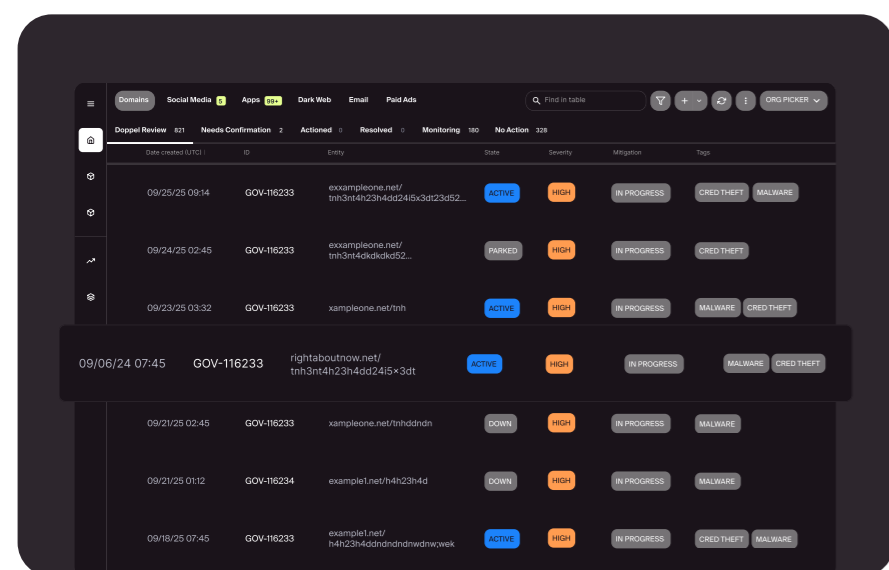 Domains Social Media 5 Apps 99+ Dark Web Email Paid Ads Find in table + ORG PICKER
Doppel Review 821 Needs Confirmation 2 Actioned 0 Resolved 0 Monitoring 180 No Action 328
Date created (UTC) ID Entity State Severity Mitigation Tags
09/25/25 09:14 GOV-116233 exxampleone.net/ ACTIVE HIGH IN PROGRESS CRED THEFT MALWARE
tnh3nt4h23h4dd24i5x3dt23d52...
09/24/25 02:45 GOV-116233 exxampleone.net/ PARKED HIGH IN PROGRESS CRED THEFT
tnh3nt4dkdkdkd52...
09/23/25 03:32 GOV-116233 xampleone.net/tnh ACTIVE HIGH IN PROGRESS MALWARE CRED THEFT
09/06/24 07:45 GOV-116233 rightaboutnow.net/ ACTIVE HIGH IN PROGRESS MALWARE CRED THEFT
tnh3nt4h23h4dd24i5×3dt
09/21/25 02:45 GOV-116233 xampleone.net/tnhddndn DOWN HIGH IN PROGRESS MALWARE
09/21/25 01:12 GOV-116234 example1.net/h4h23h4d DOWN HIGH IN PROGRESS MALWARE
09/18/25 07:45 GOV-116233 example1.net/ ACTIVE HIGH IN PROGRESS CRED THEFT MALWARE
h4h23h4ddndndndnwdnw;wek